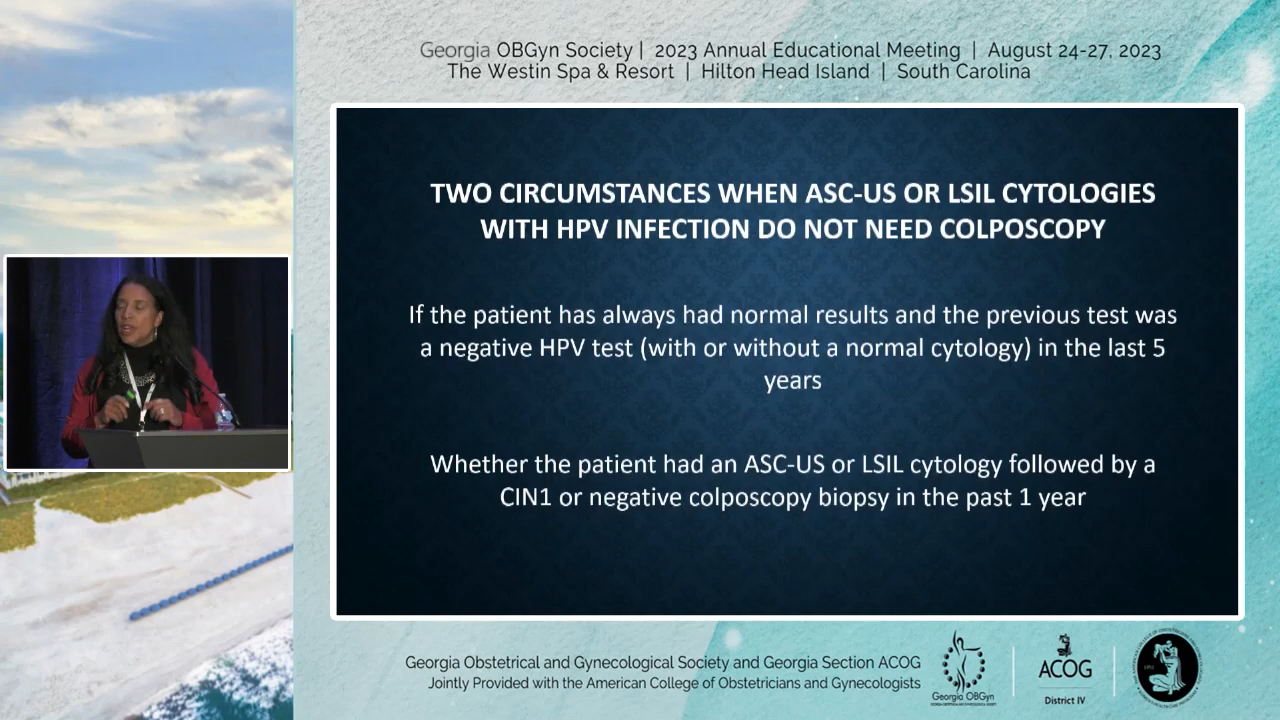 Georgia OBGyn Society | 2023 Annual Educational Meeting | August 24-27, 2023
The Westin Spa & Resort | Hilton Head Island | South Carolina
TWO CIRCUMSTANCES WHEN ASC-US OR LSIL CYTOLOGIES
WITH HPV INFECTION DO NOT NEED COLPOSCOPY
If the patient has always had normal results and the previous test was
a negative HPV test (with or without a normal cytology) in the last 5
years
Whether the patient had an ASC-US or LSIL cytology followed by a
CIN1 or negative colposcopy biopsy in the past 1 year
Georgia Obstetrical and Gynecological Society and Georgia Section ACOG
Jointly Provided with the American College of Obstetricians and Gynecologists
Georgia OBGyn
ACOG
District IV